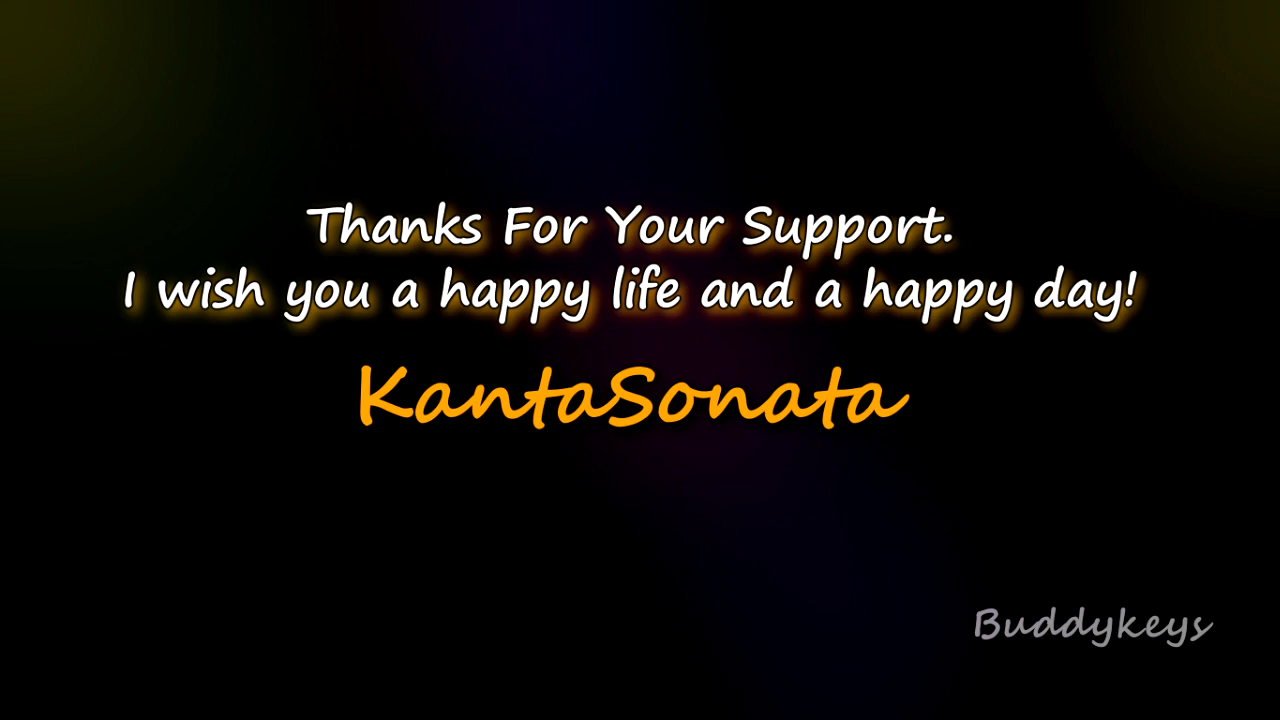 Thanks For Your Support.
I wish you a happy life and a happy day!
KantaSonata
Buddykeys